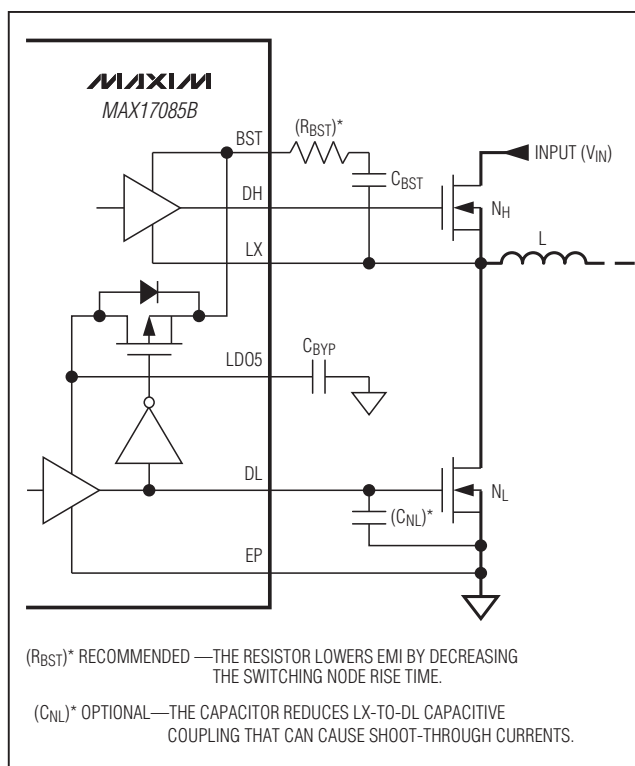 MAXIM
MAX17085B
BST
(RBST)*
INPUT (VIN)
CBST
DH
NH
LX
L
CBYP
LDO5
DL
NL
(CNL)*
EP
(RBST)* RECOMMENDED —THE RESISTOR LOWERS EMI BY DECREASING
THE SWITCHING NODE RISE TIME.
(CNL)* OPTIONAL—THE CAPACITOR REDUCES LX-TO-DL CAPACITIVE
COUPLING THAT CAN CAUSE SHOOT-THROUGH CURRENTS.